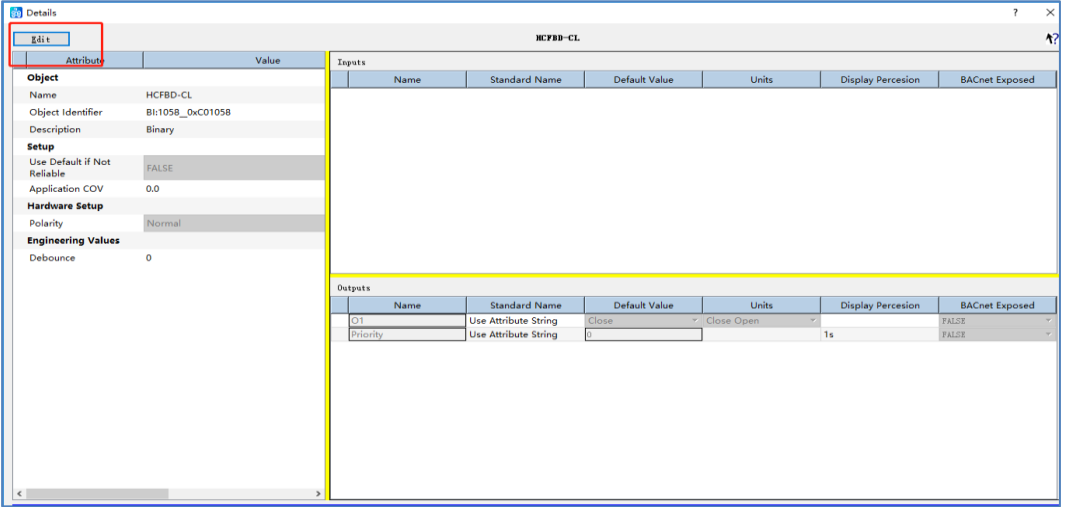 Details ? ×
Edit HCFBD-CL ?
Attribute Value
Object
Name HCFBD-CL
Object Identifier BI:1058__0xC01058
Description Binary
Setup
Use Default if Not
Reliable FALSE
Application COV 0.0
Hardware Setup
Polarity Normal
Engineering Values
Debounce 0
Inputs
Name Standard Name Default Value Units Display Percesion BACnet Exposed
Outputs
Name Standard Name Default Value Units Display Percesion BACnet Exposed
O1 Use Attribute String Close Close Open FALSE
Priority Use Attribute String 0 1s FALSE